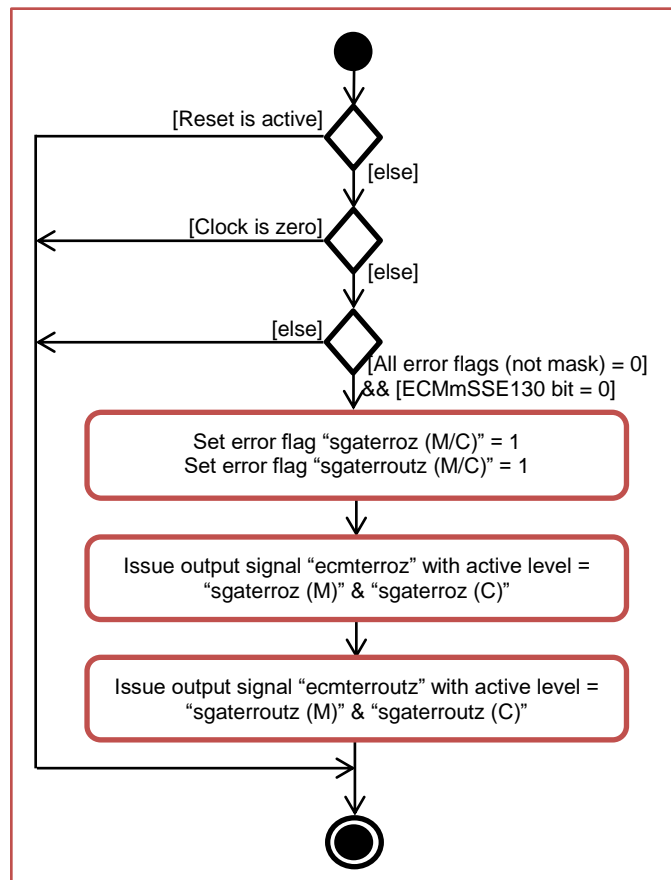 [Reset is active]
[else]
[Clock is zero]
[else]
[else]
[All error flags (not mask) = 0]
&& [ECMmSSE130 bit = 0]
Set error flag “sgaterroz (M/C)” = 1
Set error flag “sgaterroutz (M/C)” = 1
Issue output signal “ecmterroz” with active level =
“sgaterroz (M)” & “sgaterroz (C)”
Issue output signal “ecmterroutz” with active level =
“sgaterroutz (M)” & “sgaterroutz (C)”